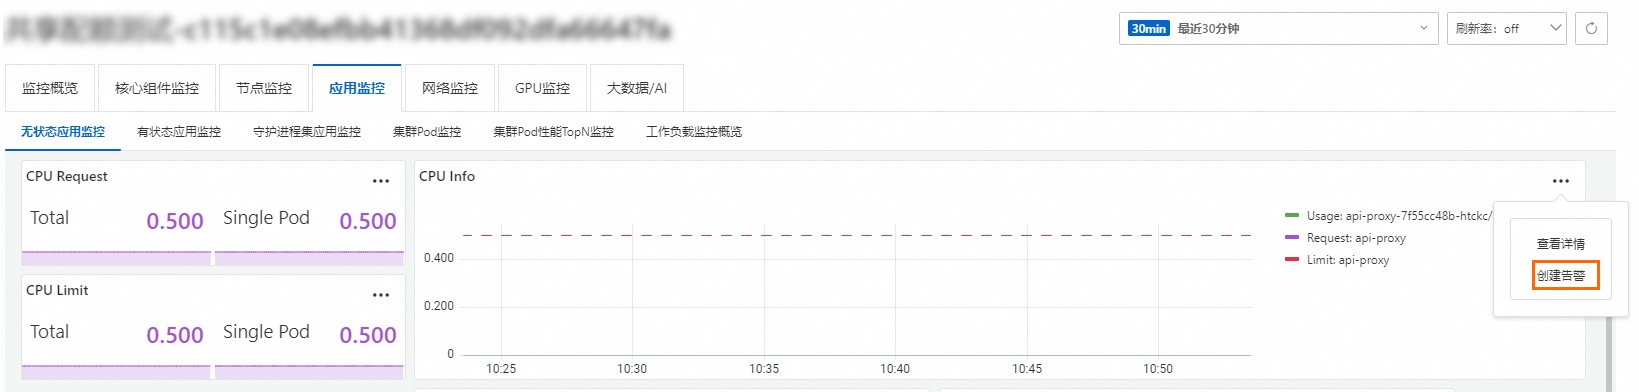 共享配额测试-c115c1e08efbb41368df092dfa66647fa
30min 最近30分钟
刷新率：off
监控概览 核心组件监控 节点监控 应用监控 网络监控 GPU监控 大数据/AI
无状态应用监控 有状态应用监控 守护进程集应用监控 集群Pod监控 集群Pod性能TopN监控 工作负载监控概览
CPU Request
Total 0.500 Single Pod 0.500
CPU Limit
Total 0.500 Single Pod 0.500
CPU Info
0.400
0.200
0
10:25 10:30 10:35 10:40 10:45 10:50
Usage: api-proxy-7f55cc48b-htckc/
Request: api-proxy
Limit: api-proxy
查看详情
创建告警